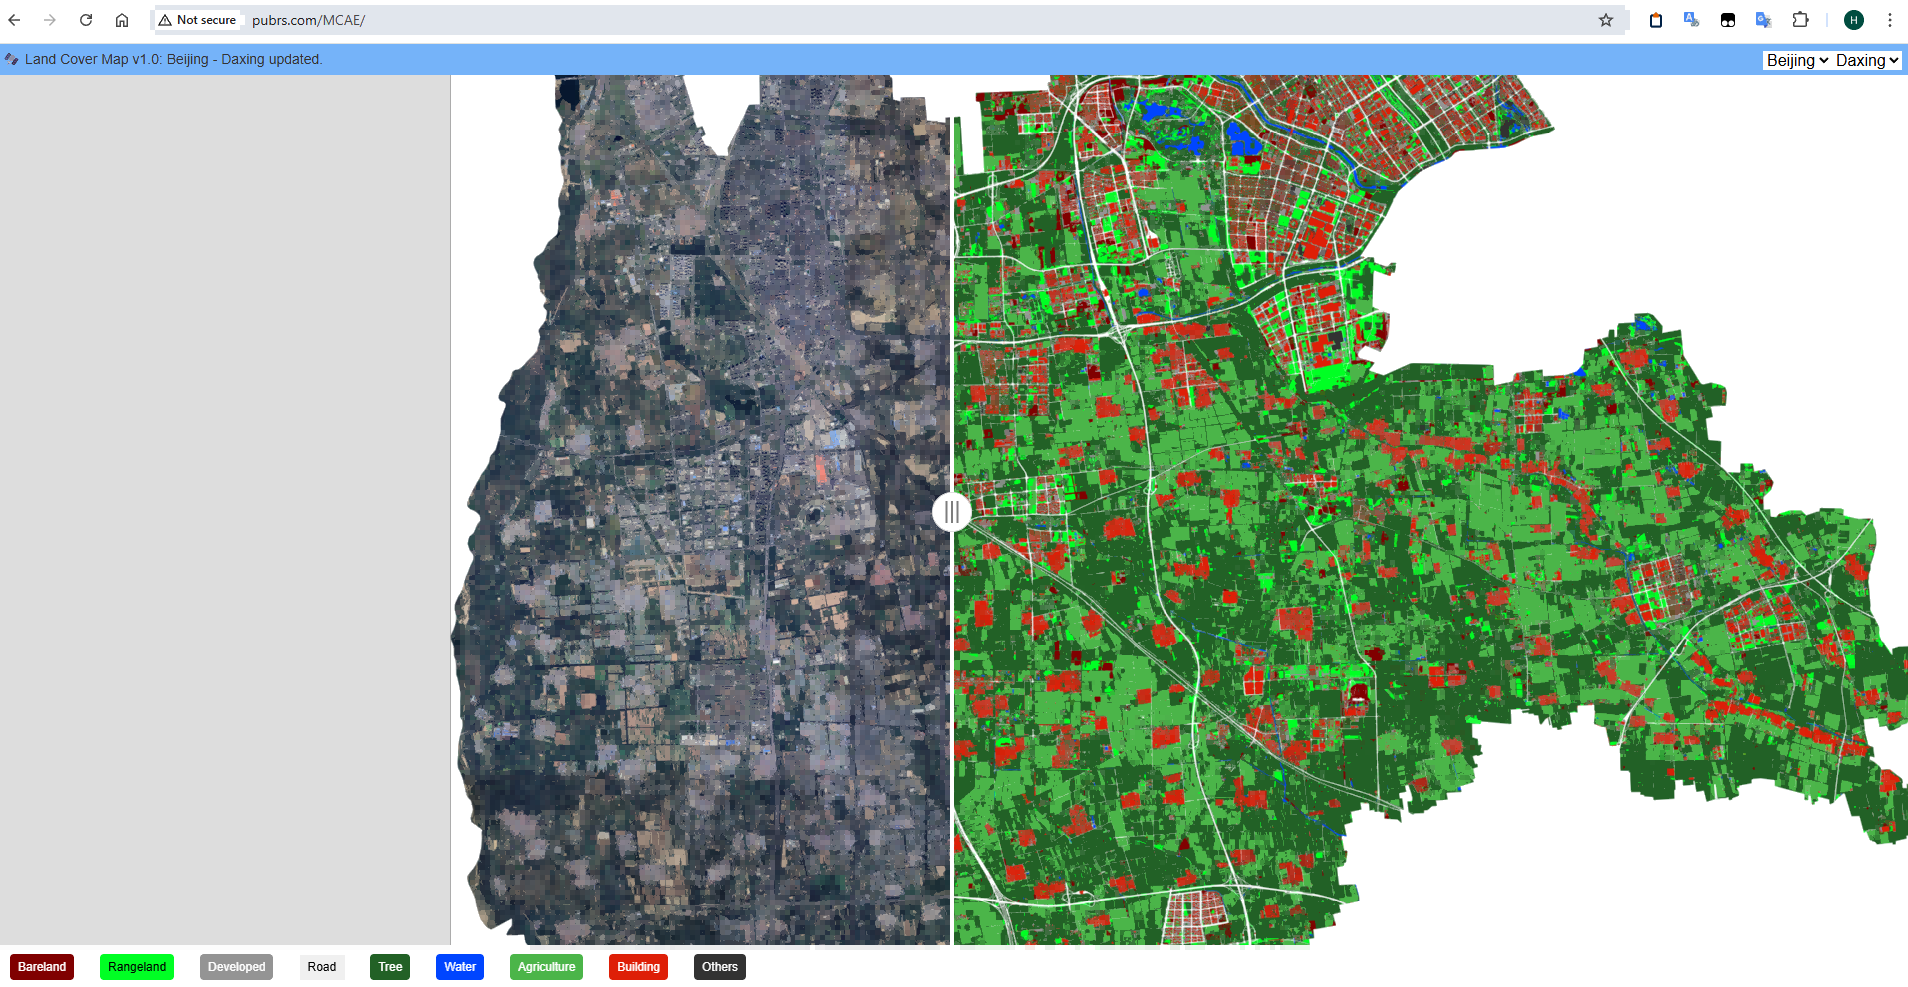 Not secure pubrs.com/MCAE/
H
Land Cover Map v1.0: Beijing - Daxing updated.
Beijing Daxing
Bareland Rangeland Developed Road Tree Water Agriculture Building Others